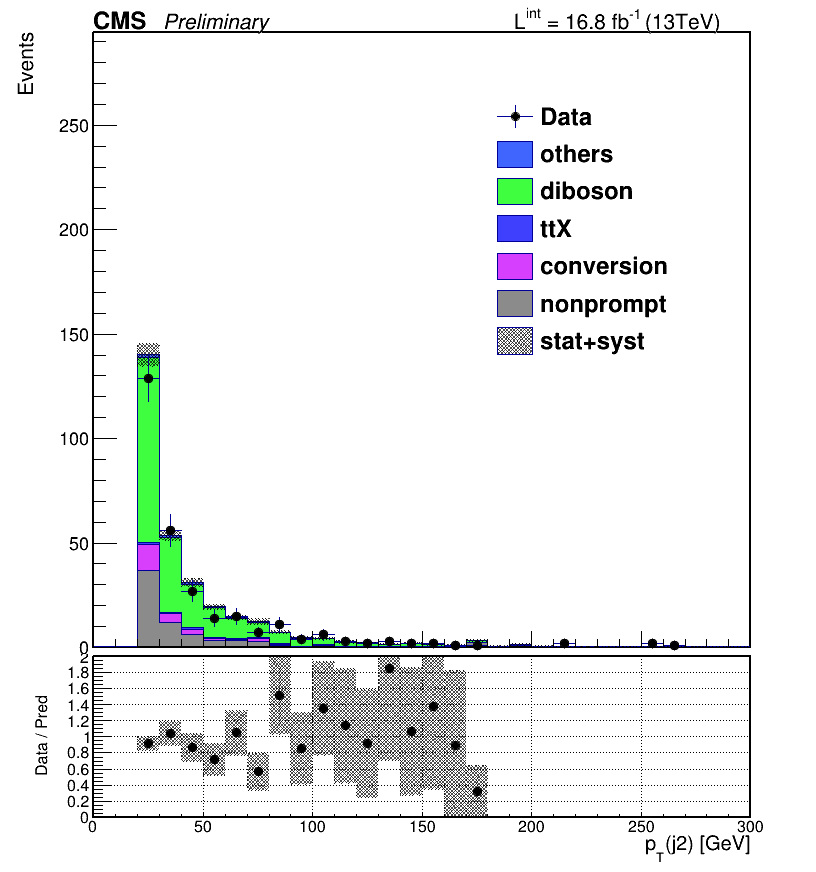 CMS Preliminary L^int = 16.8 fb^-1 (13TeV)
Events
250
200
150
100
50
0
Data
others
diboson
ttX
conversion
nonprompt
stat+syst
Data / Pred
2
1.8
1.6
1.4
1.2
1
0.8
0.6
0.4
0.2
0
0 50 100 150 200 250 300
p_T(j2) [GeV]